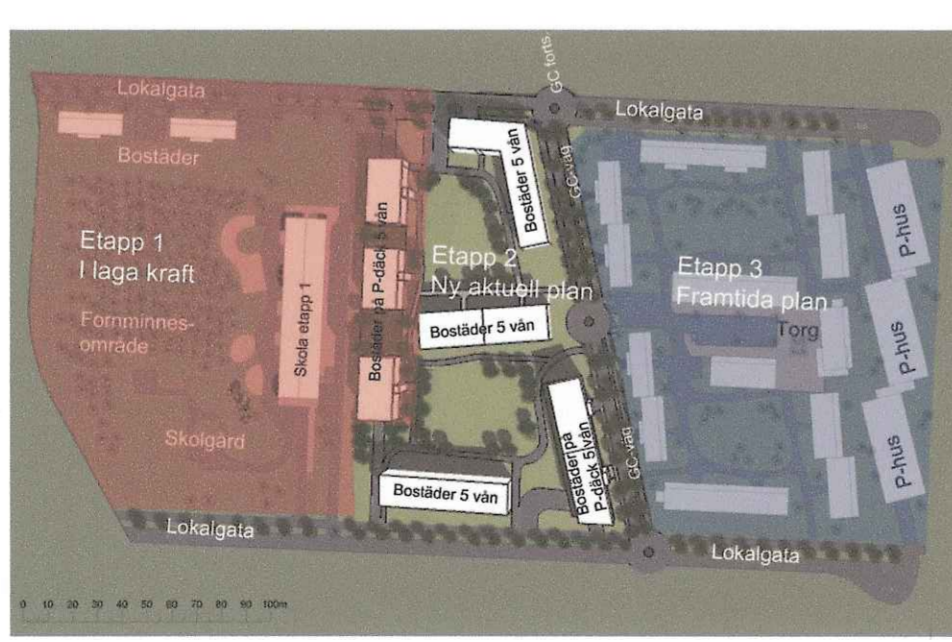 GC forts.
Lokalgata
Lokalgata
Bostäder
Bostäder 5 vån
GC-väg
P-hus
Etapp 1
I laga kraft
Skola etapp 1
Bostäder på P-däck 5 vån
Etapp 2
Ny aktuell plan
Etapp 3
Framtida plan
Torg
P-hus
Fornminnes-
område
Bostäder 5 vån
Skolgård
Bostäder på
P-däck 5 vån
GC-väg
P-hus
Bostäder 5 vån
Lokalgata
Lokalgata
0 10 20 30 40 50 60 70 80 90 100m